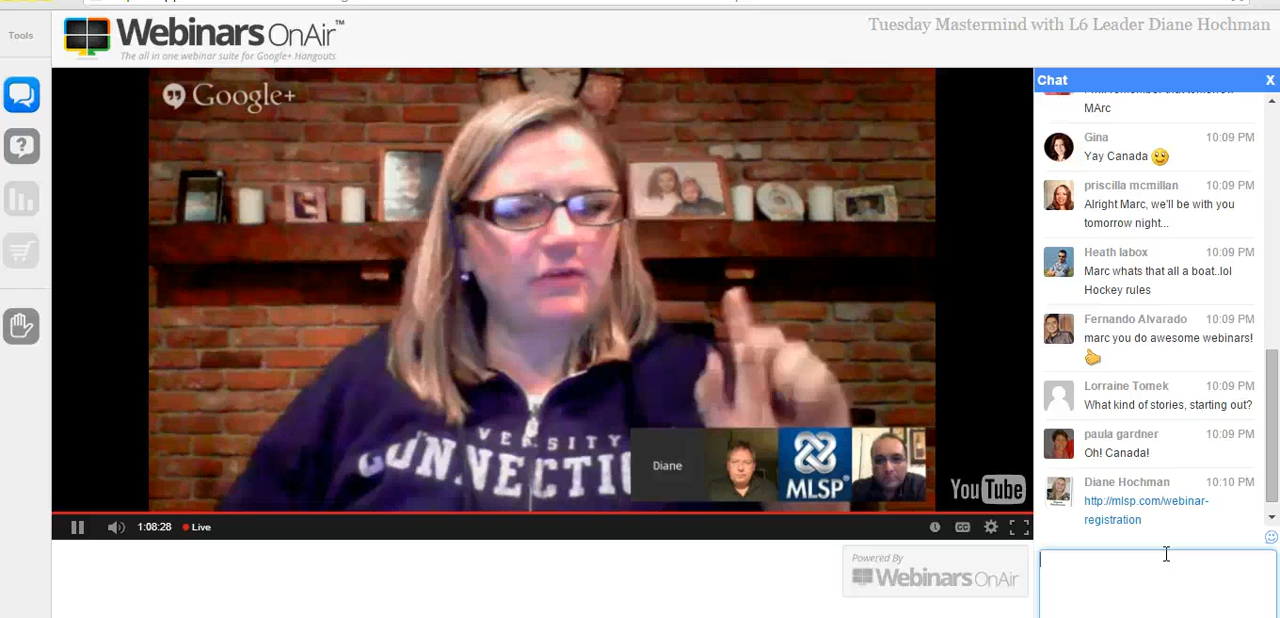 Tools
Webinars OnAir™
The all in one webinar suite for Google+ Hangouts
Tuesday Mastermind with L6 Leader Diane Hochman
Google+
VERSITY
CONNECTI
Diane
MLSP®
YouTube
1:08:28 Live
Powered By
Webinars OnAir
Chat X
MArc
Gina 10:09 PM
Yay Canada
priscilla mcmillan 10:09 PM
Alright Marc, we'll be with you
tomorrow night...
Heath labox 10:09 PM
Marc whats that all a boat..lol
Hockey rules
Fernando Alvarado 10:09 PM
marc you do awesome webinars!
Lorraine Tomek 10:09 PM
What kind of stories, starting out?
paula gardner 10:09 PM
Oh! Canada!
Diane Hochman 10:10 PM
http://mlsp.com/webinar-
registration